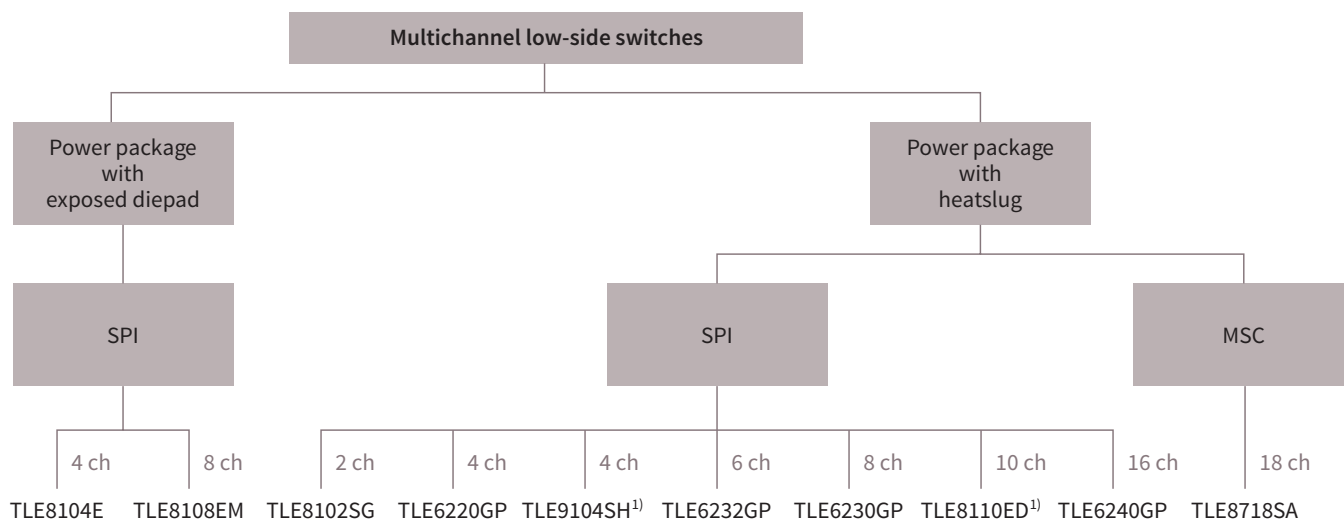 Multichannel low-side switches
Power package
with
exposed diepad
Power package
with
heatslug
SPI
SPI
MSC
4 ch
8 ch
2 ch
4 ch
4 ch
6 ch
8 ch
10 ch
16 ch
18 ch
TLE8104E
TLE8108EM
TLE8102SG
TLE6220GP
TLE9104SH1)
TLE6232GP
TLE6230GP
TLE8110ED1)
TLE6240GP
TLE8718SA